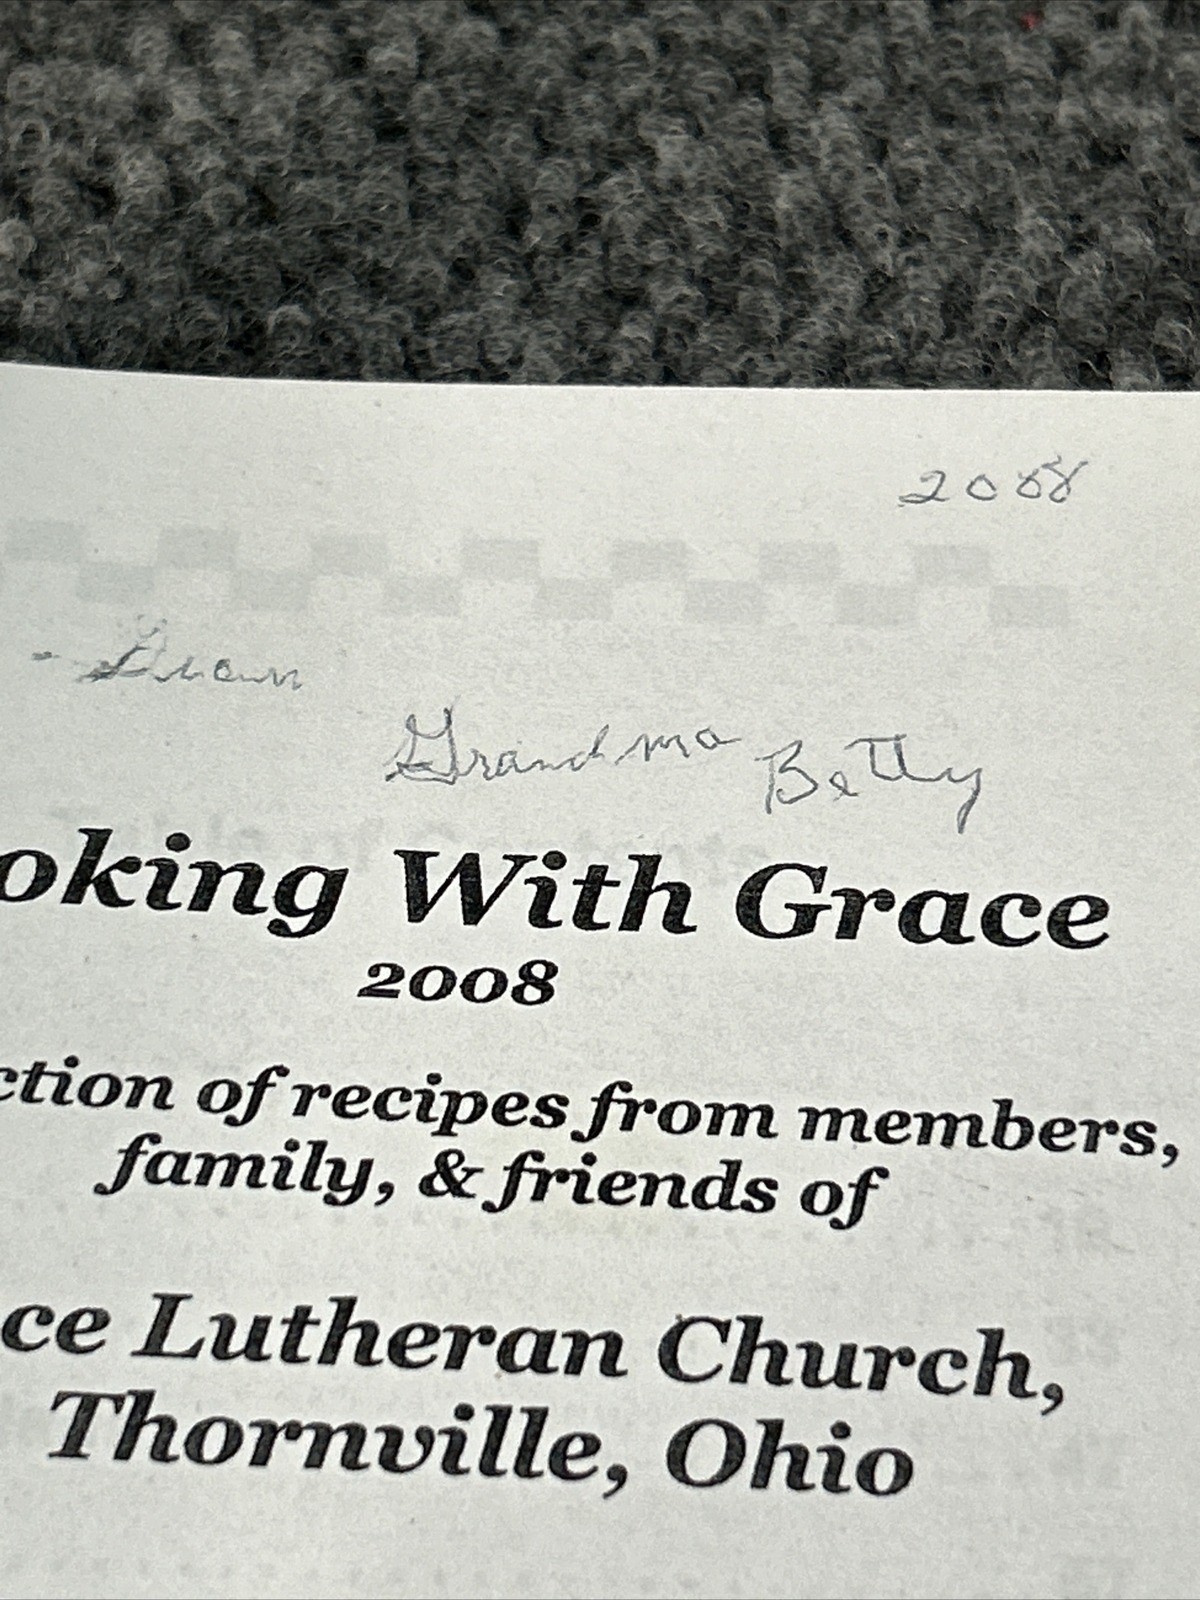 2008
Grandma Betty
oking With Grace
2008
ction of recipes from members,
family, & friends of
ce Lutheran Church,
Thornville, Ohio